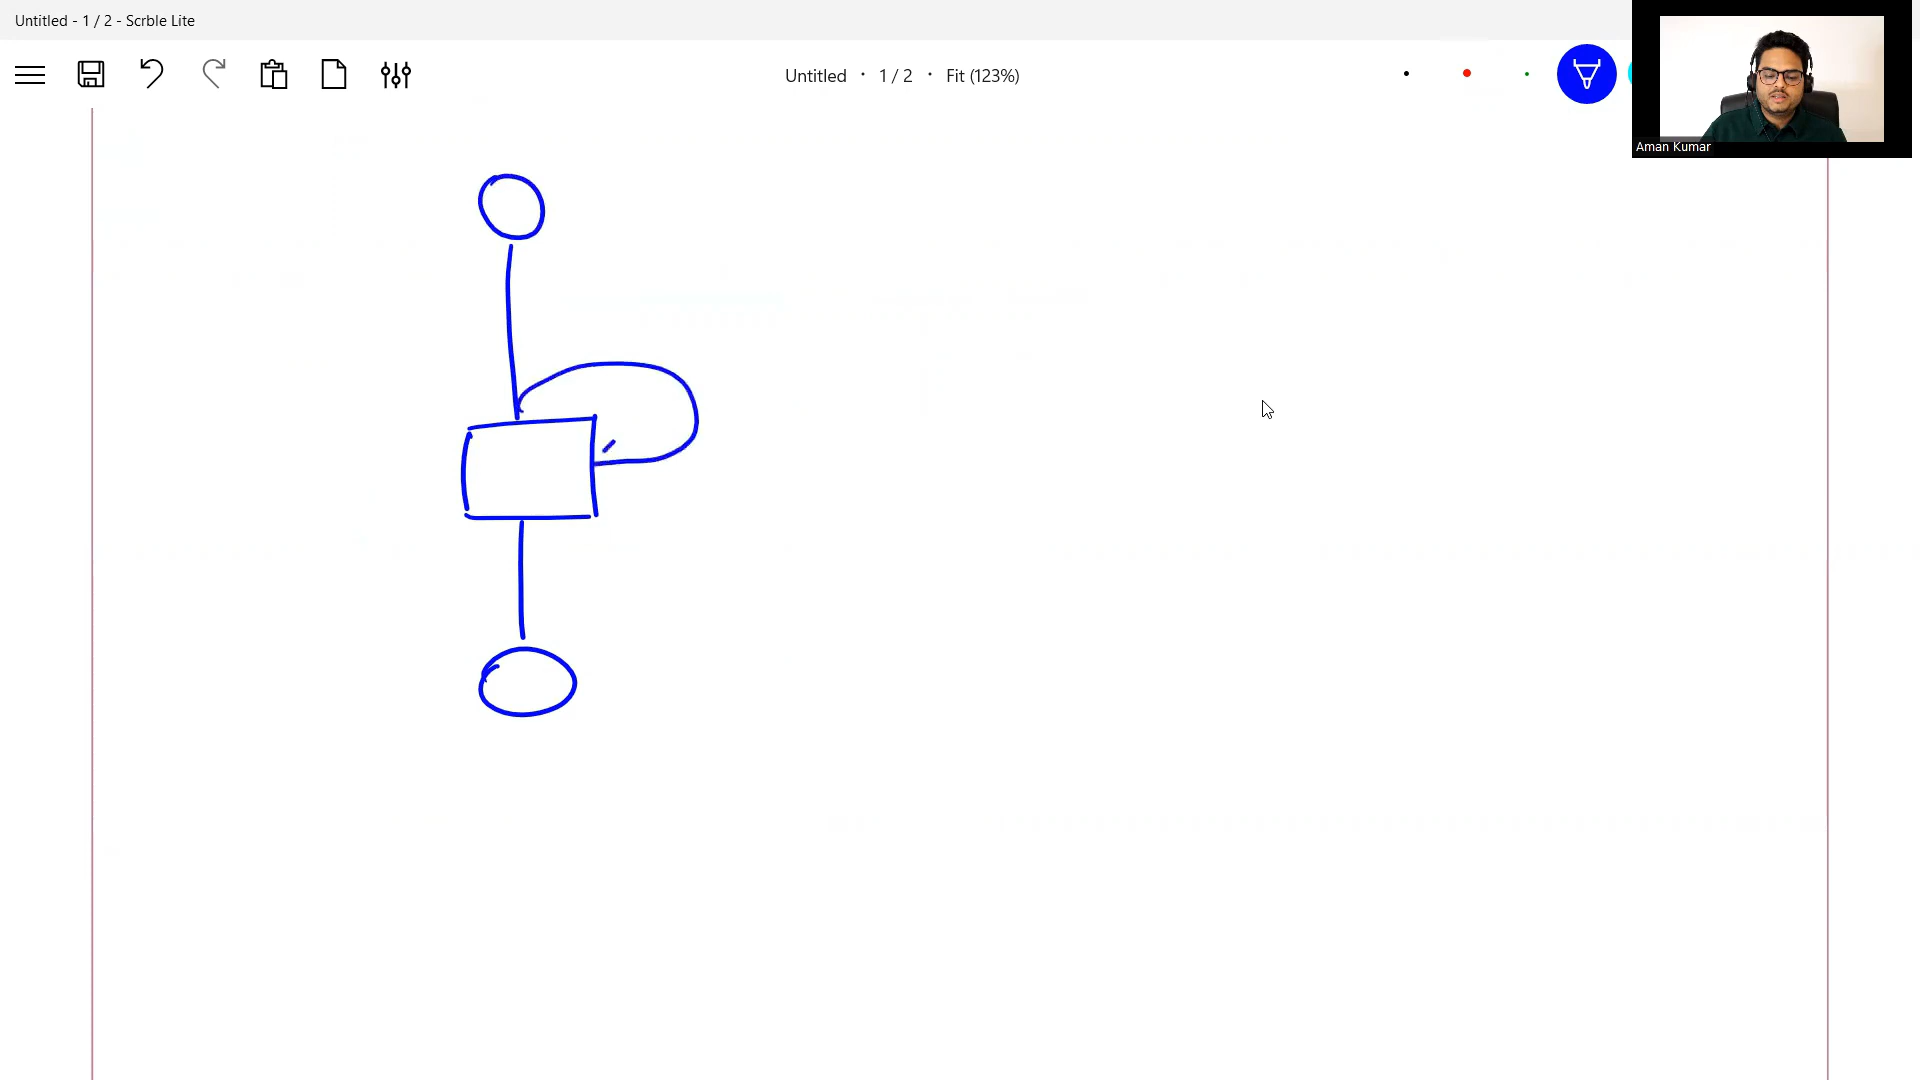 Untitled - 1 / 2 - Scrble Lite
Untitled · 1 / 2 · Fit (123%)
Aman Kumar